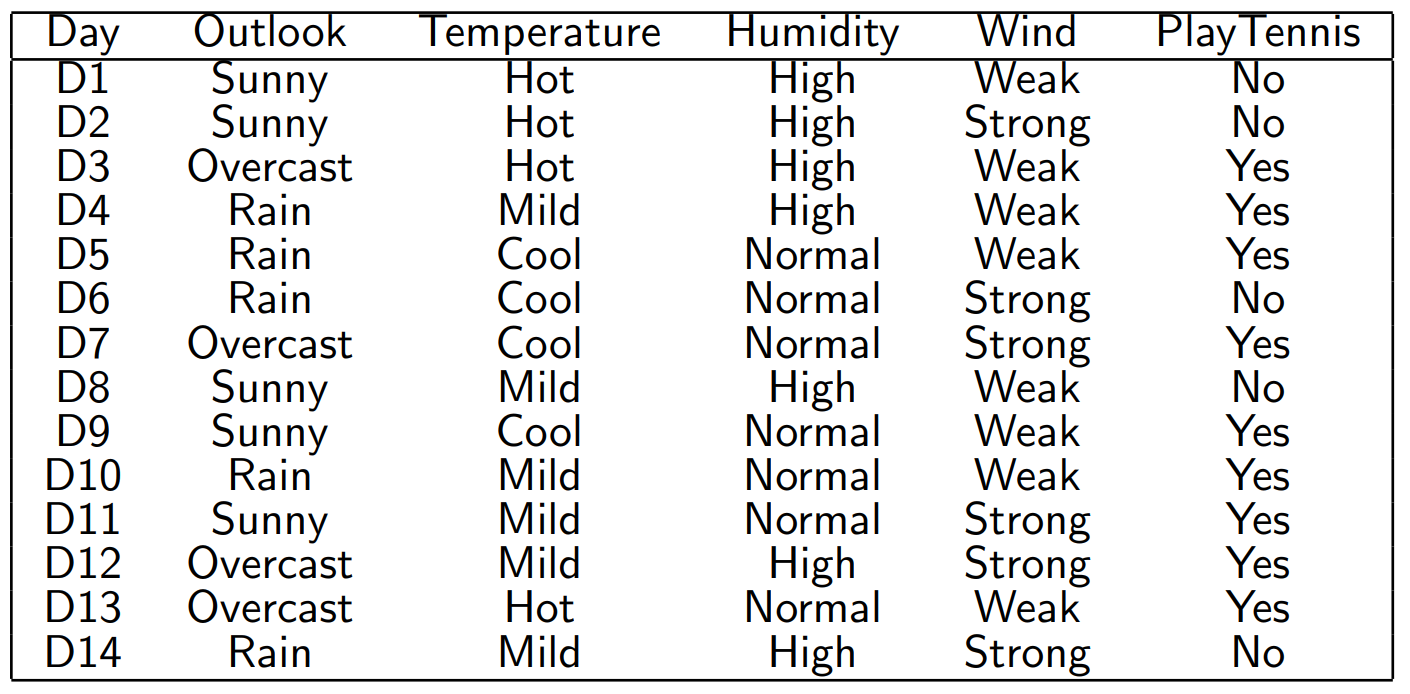 Day Outlook Temperature Humidity Wind PlayTennis
D1 Sunny Hot High Weak No
D2 Sunny Hot High Strong No
D3 Overcast Hot High Weak Yes
D4 Rain Mild High Weak Yes
D5 Rain Cool Normal Weak Yes
D6 Rain Cool Normal Strong No
D7 Overcast Cool Normal Strong Yes
D8 Sunny Mild High Weak No
D9 Sunny Cool Normal Weak Yes
D10 Rain Mild Normal Weak Yes
D11 Sunny Mild Normal Strong Yes
D12 Overcast Mild High Strong Yes
D13 Overcast Hot Normal Weak Yes
D14 Rain Mild High Strong No